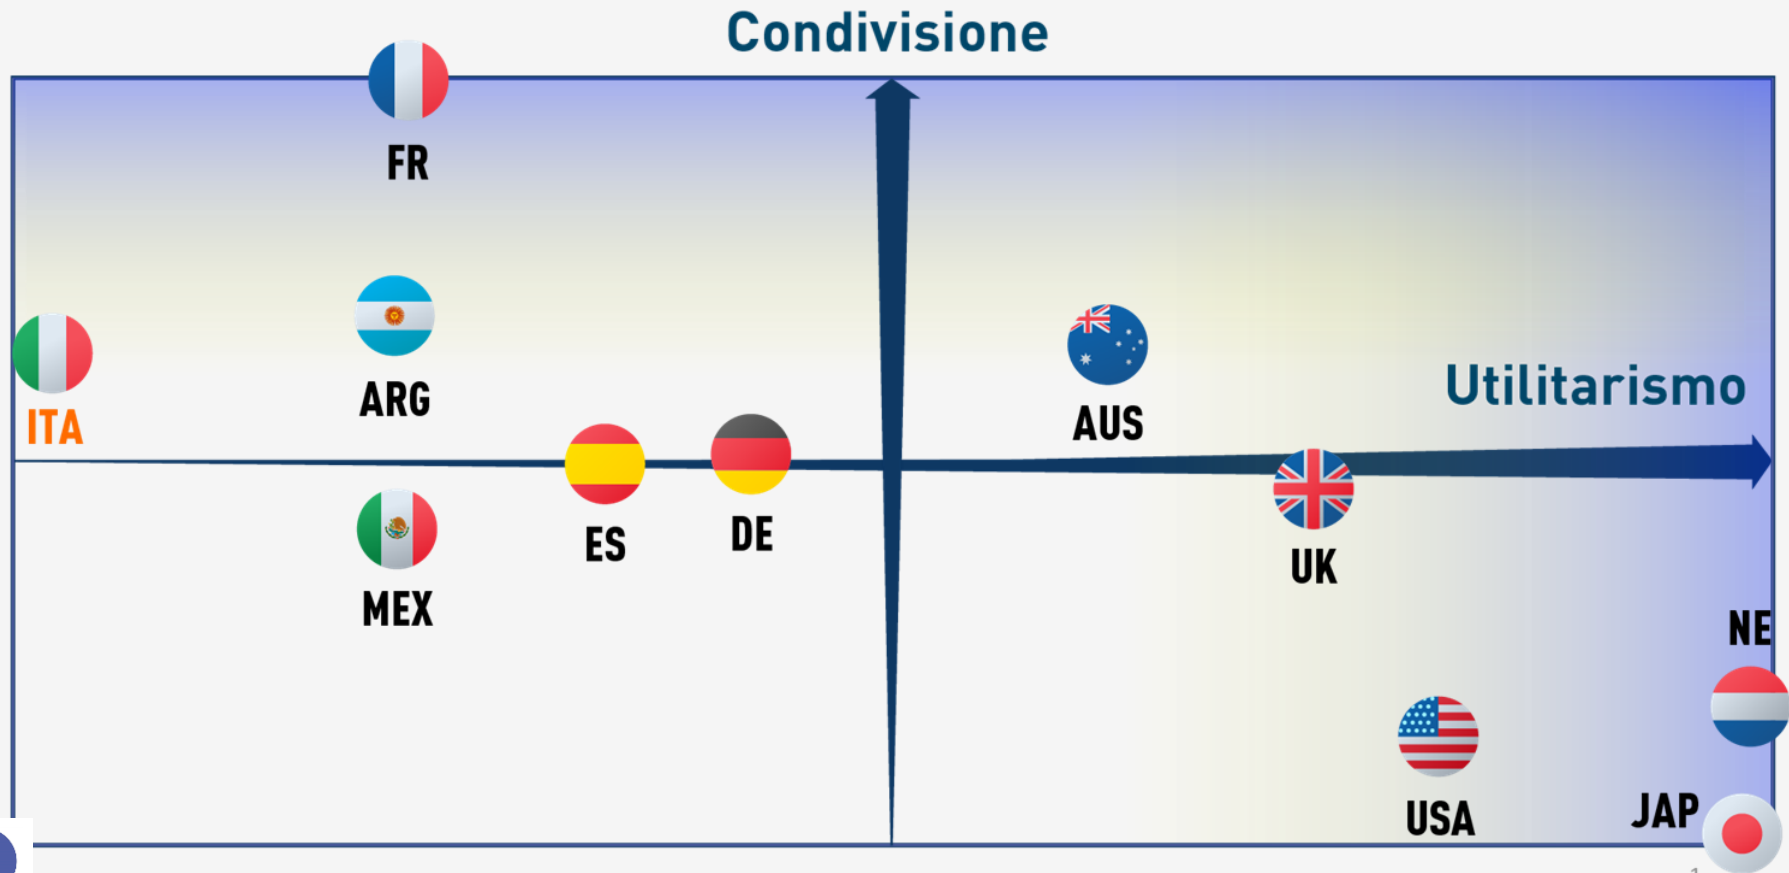 Condivisione
FR
ARG
ITA
AUS
Utilitarismo
ES
DE
MEX
UK
NE
USA
JAP